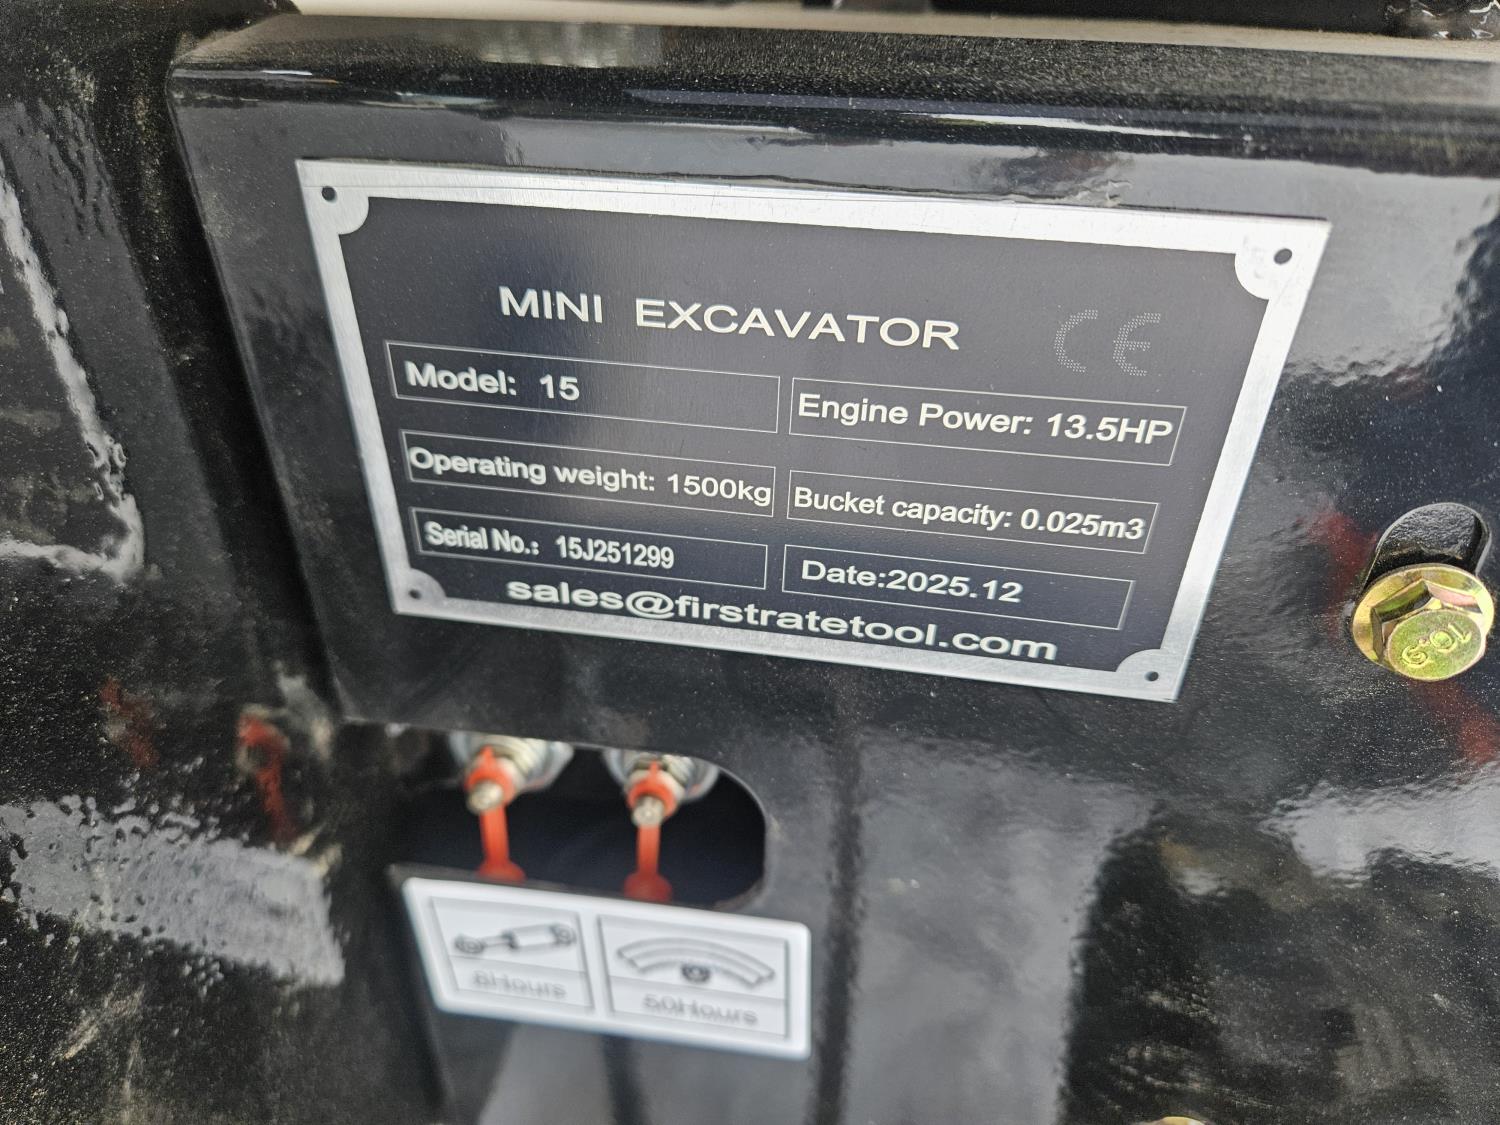 MINI EXCAVATOR CE
Model: 15
Engine Power: 13.5HP
Operating weight: 1500kg
Bucket capacity: 0.025m3
Serial No.: 15J251299
Date:2025.12
sales@firstratetool.com
10.9
8Hours
50Hours